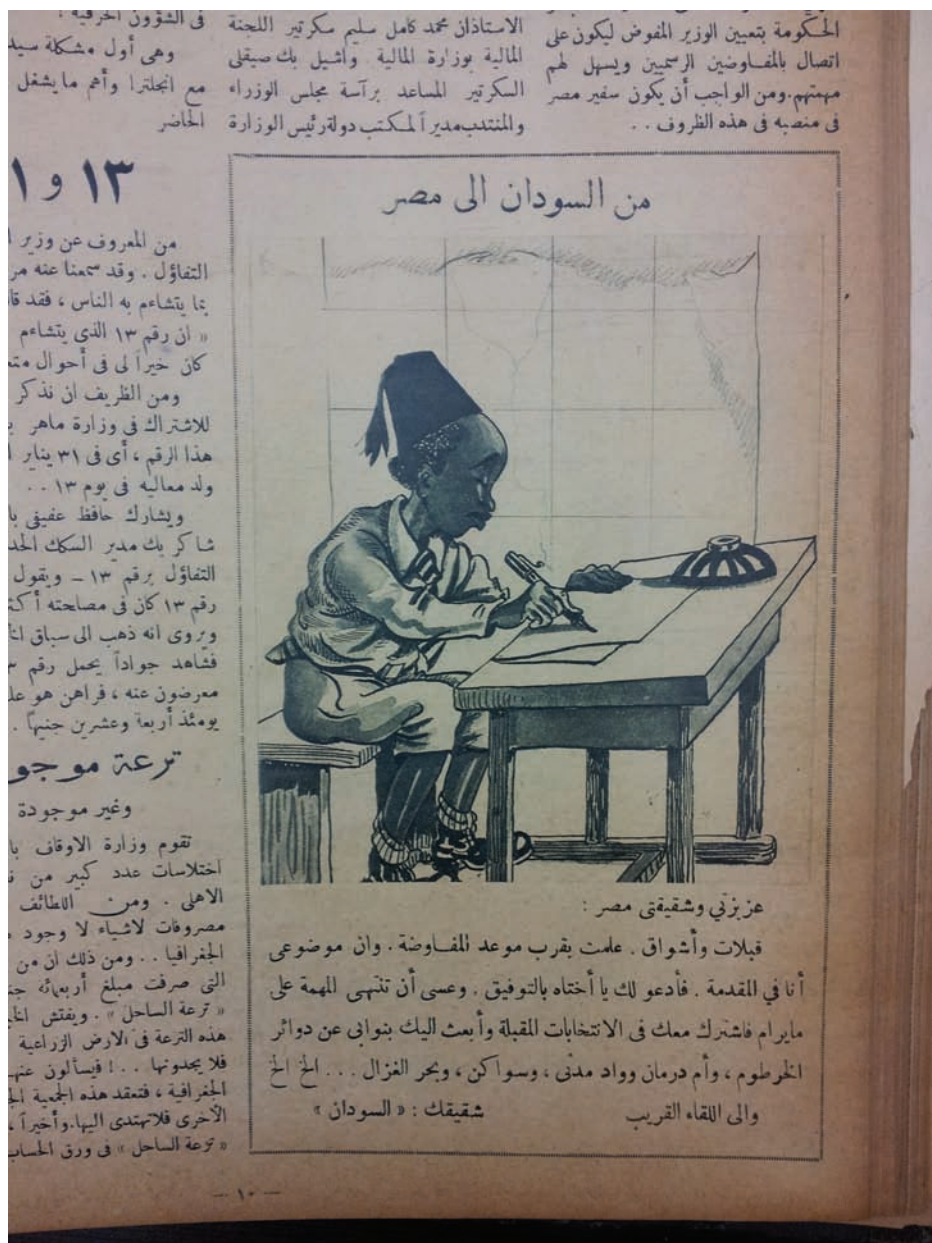 الحكومة بتعيين الوزير المفوض ليكون على
اتصال بالمفاوضين الرسميين ويسهل لهم
مهمتهم.ومن الواجب أن يكون سفير مصر
فى منصبه فى هذه الظروف . .
الاستاذان محمد كامل سليم سكرتير اللجنة
المالية بوزارة المالية واشيل بك صيقلى
السكرتير المساعد برآسة مجلس الوزراء
والمنتدب مديراً لمكتب دولة رئيس الوزارة
فى الشؤون الخرفية !
وهى أول مشكلة
مع انجلترا وأهم ما يشغل
الحاضر
من السودان الى مصر
عزيزتي وشقيقتى مصر :
قبلات وأشواق . علمت بقرب موعد المفاوضة . وان موضوعى
أنا في المقدمة . فأدعو لك يا أختاه بالتوفيق . وعسى أن تنتهى المهمة على
مايرام فاشترك معك فى الانتخابات المقبلة وأبعث اليك بنوابى عن دوائر
الخرطوم ، وأم درمان وواد مدنى ، وسواكن ، وبحر الغزال . . . الخ الخ
والى اللقاء القريب
شقيقك : « السودان »
١٣ و
من المعروف عن وزير
التفاؤل . وقد سمعنا عنه
بما يتشاءم به الناس ، فقد
« ان رقم ١٣ الذى يتشاءم
كان خيراً لى فى أحوال
ومن الظريف ان نذكر
للاشتراك فى وزارة ماهر
هذا الرقم ، أى فى ٣١ يناير
ولد معاليه فى يوم ١٣ . .
ويشارك حافظ عفيفى
شاكر بك مدير السكك
التفاؤل برقم ١٣ – ويقول
رقم ١٣ كان فى مصلحته
ويروى انه ذهب الى سباق
فشاهد جواداً يحمل رقم
معرضون عنه ، فراهن هو
يومئذ أربعة وعشرين جنيهاً .
ترعة
وغير موجودة
تقوم وزارة الاوقاف
اختلاسات عدد كبير من
الاهلى . ومن اللطائف
مصروفات لاشياء لا وجود
الجغرافيا . . ومن ذلك ان من
التى صرفت مبلغ أربعمائة
« ترعة الساحل » . ويفتش
هذه الترعة فى الارض الزراعية
فلا يجدونها . . ! فيسألون
الجغرافية ، فتعقد هذه الجمعية
الأخرى فلاتهتدى اليها.وأخيراً
« ترعة الساحل » فى ورق
– ١٠ –